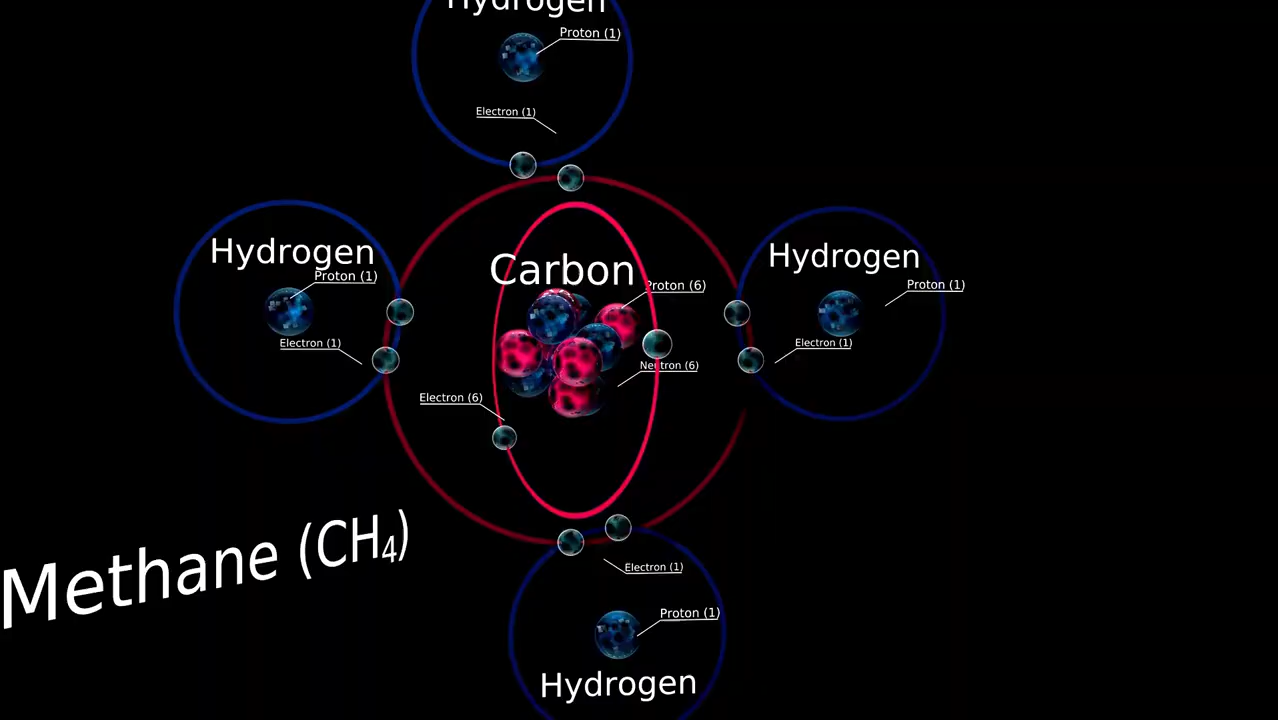 Hydrogen
Proton (1)
Electron (1)
Hydrogen
Proton (1)
Electron (1)
Carbon
Proton (6)
Neutron (6)
Electron (6)
Hydrogen
Proton (1)
Electron (1)
Methane (CH₄)
Electron (1)
Proton (1)
Hydrogen